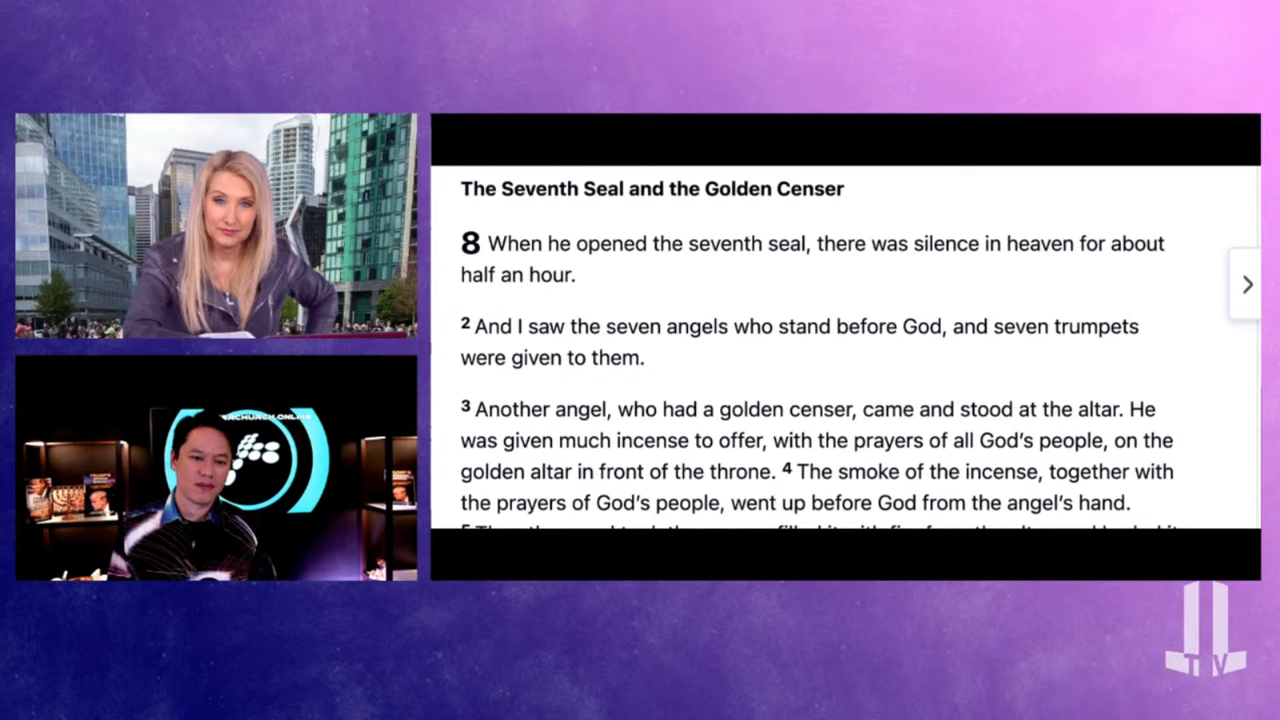 The Seventh Seal and the Golden Censer
8 When he opened the seventh seal, there was silence in heaven for about
half an hour.
2 And I saw the seven angels who stand before God, and seven trumpets
were given to them.
3 Another angel, who had a golden censer, came and stood at the altar. He
was given much incense to offer, with the prayers of all God's people, on the
golden altar in front of the throne. 4 The smoke of the incense, together with
the prayers of God's people, went up before God from the angel's hand.
CHURCH.ONLINE
TV